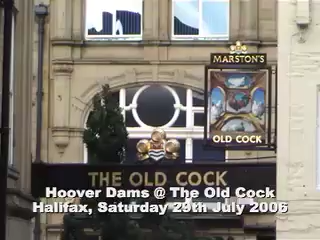 MARSTON'S
OLD COCK
THE OLD COCK
Hoover Dams @ The Old Cock
Halifax, Saturday 29th July 2006